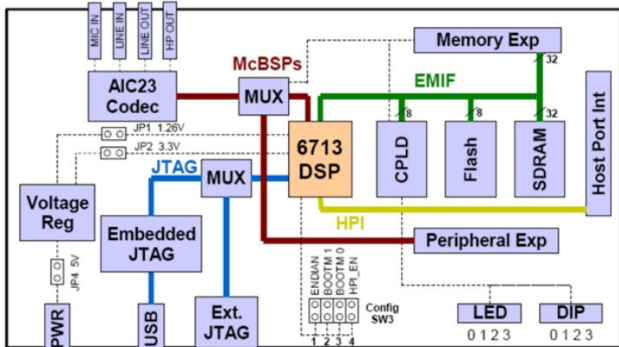 MIC IN
LINE IN
LINE OUT
HP OUT
AIC23
Codec
McBSPs
MUX
Memory Exp
32
EMIF
8
8
32
JP1 1.26V
JP2 3.3V
6713
DSP
CPLD
Flash
SDRAM
Host Port Int
JTAG
MUX
Voltage
Reg
HPI
Embedded
JTAG
Peripheral Exp
JP4 5V
ENDIAN
BOOTM 1
BOOTM 0
HPI_EN
Config
SW3
1 2 3 4
PWR
USB
Ext.
JTAG
LED
DIP
0 1 2 3
0 1 2 3